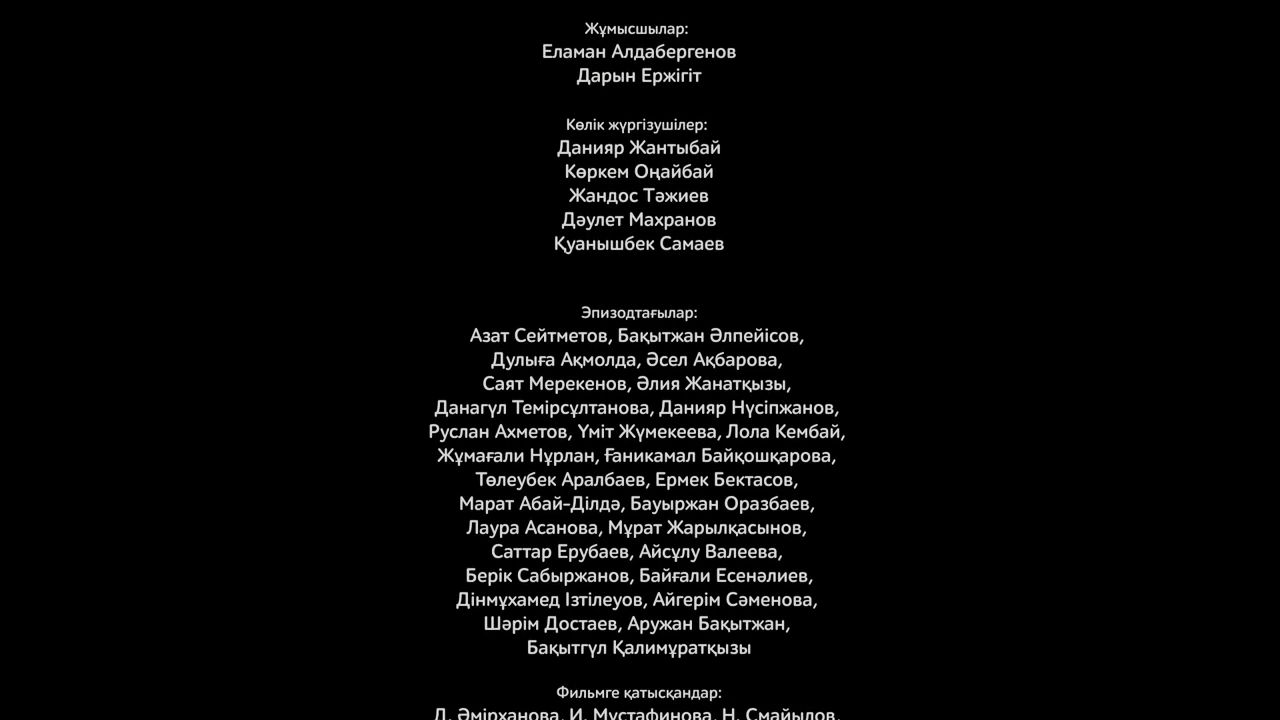 Жұмысшылар:
Еламан Алдабергенов
Дарын Ержігіт
Көлік жүргізушілер:
Данияр Жантыбай
Көркем Оңайбай
Жандос Тәжиев
Дәулет Махранов
Қуанышбек Самаев
Эпизодтағылар:
Азат Сейтметов, Бақытжан Әлпейісов,
Дулыға Ақмолда, Әсел Ақбарова,
Саят Мерекенов, Әлия Жанатқызы,
Данагүл Темірсұлтанова, Данияр Нүсіпжанов,
Руслан Ахметов, Үміт Жүмекеева, Лола Кембай,
Жұмағали Нұрлан, Ғаникамал Байқошқарова,
Төлеубек Аралбаев, Ермек Бектасов,
Марат Абай-Ділдә, Бауыржан Оразбаев,
Лаура Асанова, Мұрат Жарылқасынов,
Саттар Ерубаев, Айсұлу Валеева,
Берік Сабыржанов, Байғали Есенәлиев,
Дінмұхамед Ізтілеуов, Айгерім Сәменова,
Шәрім Достаев, Аружан Бақытжан,
Бақытгүл Қалимұратқызы
Фильмге қатысқандар:
Д. Әмірханова, И. Мустафинова, Н. Смайылов,